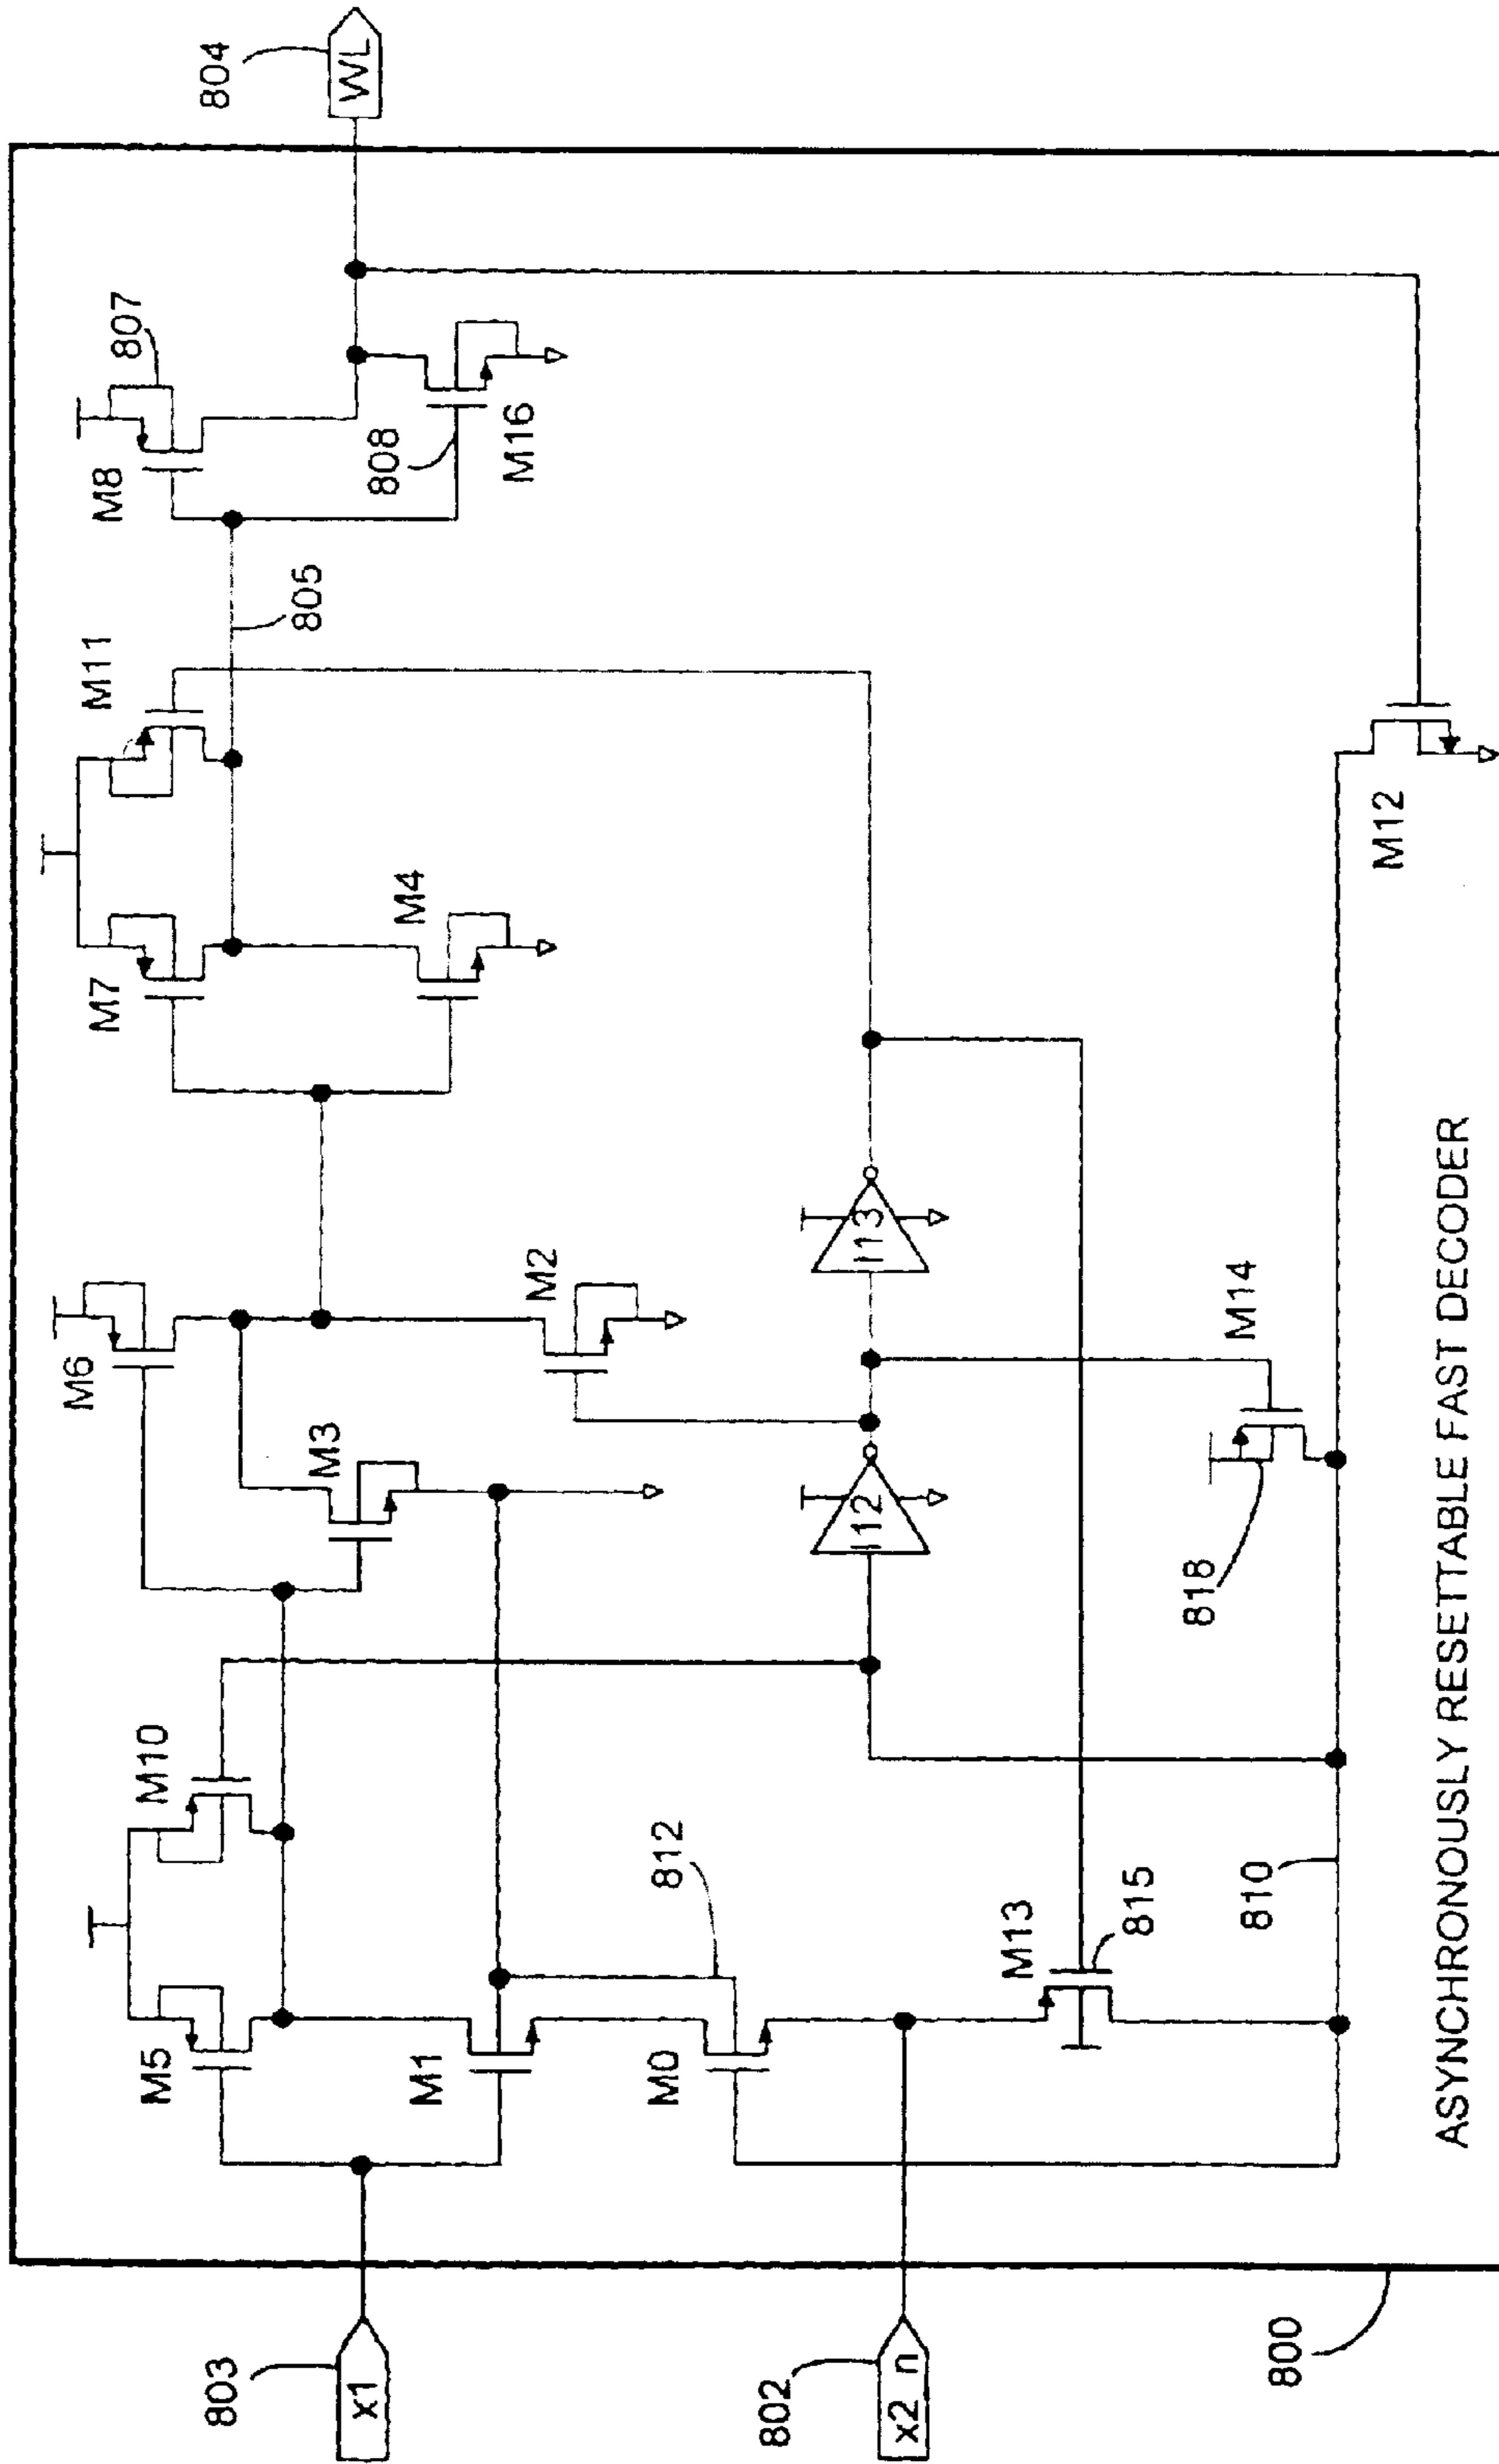 804
WL
807
M8
808
M16
805
M11
M7
M4
M12
M6
M2
M3
I13
M14
I12
818
M10
M5
812
M1
M0
M13
815
810
803
x1
802
x2_n
800
ASYNCHRONOUSLY RESETTABLE FAST DECODER